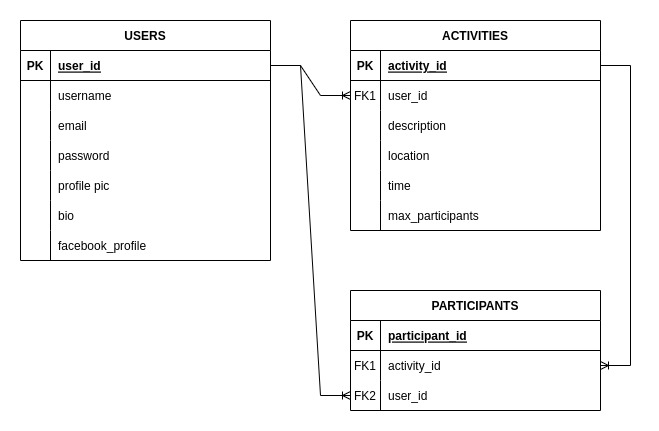 USERS
PK user_id
username
email
password
profile pic
bio
facebook_profile
ACTIVITIES
PK activity_id
FK1 user_id
description
location
time
max_participants
PARTICIPANTS
PK participant_id
FK1 activity_id
FK2 user_id